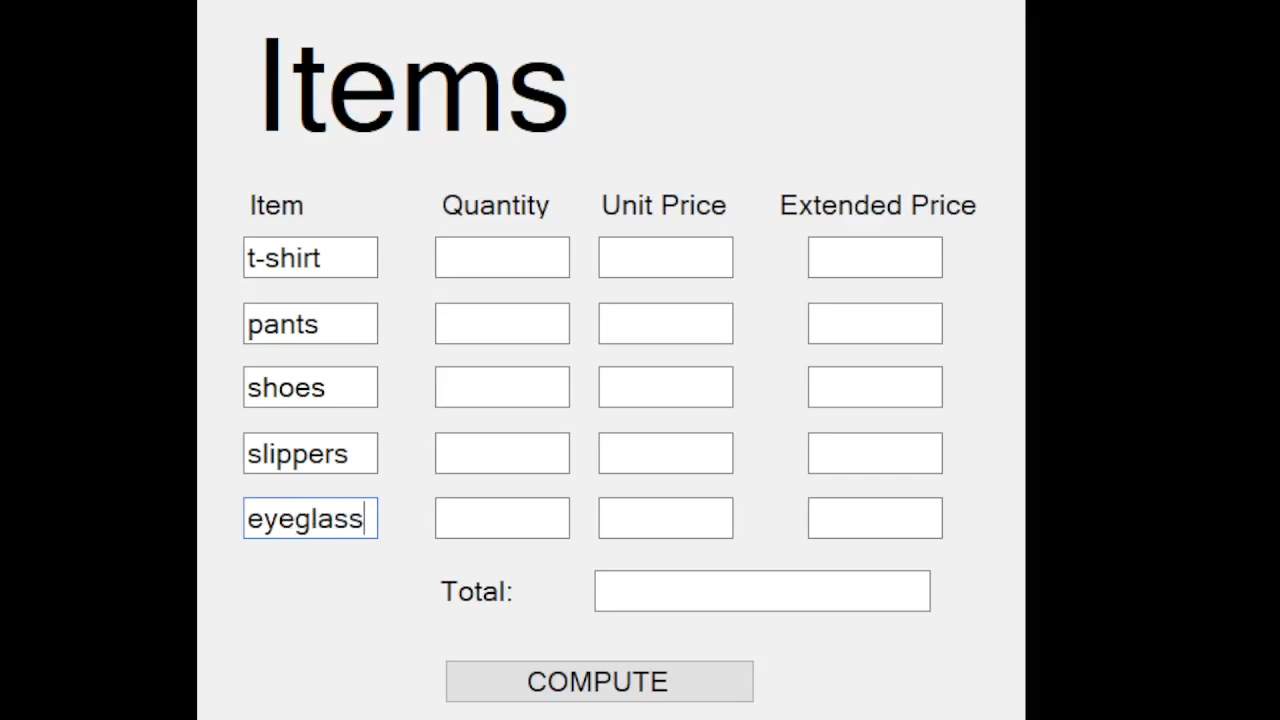 Items
Item Quantity Unit Price Extended Price
t-shirt
pants
shoes
slippers
eyeglass
Total:
COMPUTE